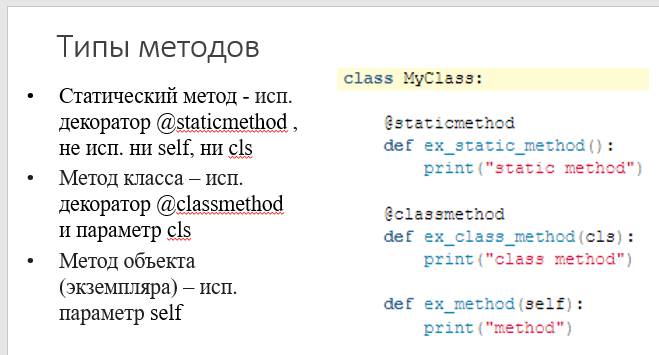 Типы методов
• Статический метод - исп.
декоратор @staticmethod ,
не исп. ни self, ни cls
• Метод класса – исп.
декоратор @classmethod
и параметр cls
• Метод объекта
(экземпляра) – исп.
параметр self
class MyClass:
@staticmethod
def ex_static_method():
print("static method")
@classmethod
def ex_class_method(cls):
print("class method")
def ex_method(self):
print("method")